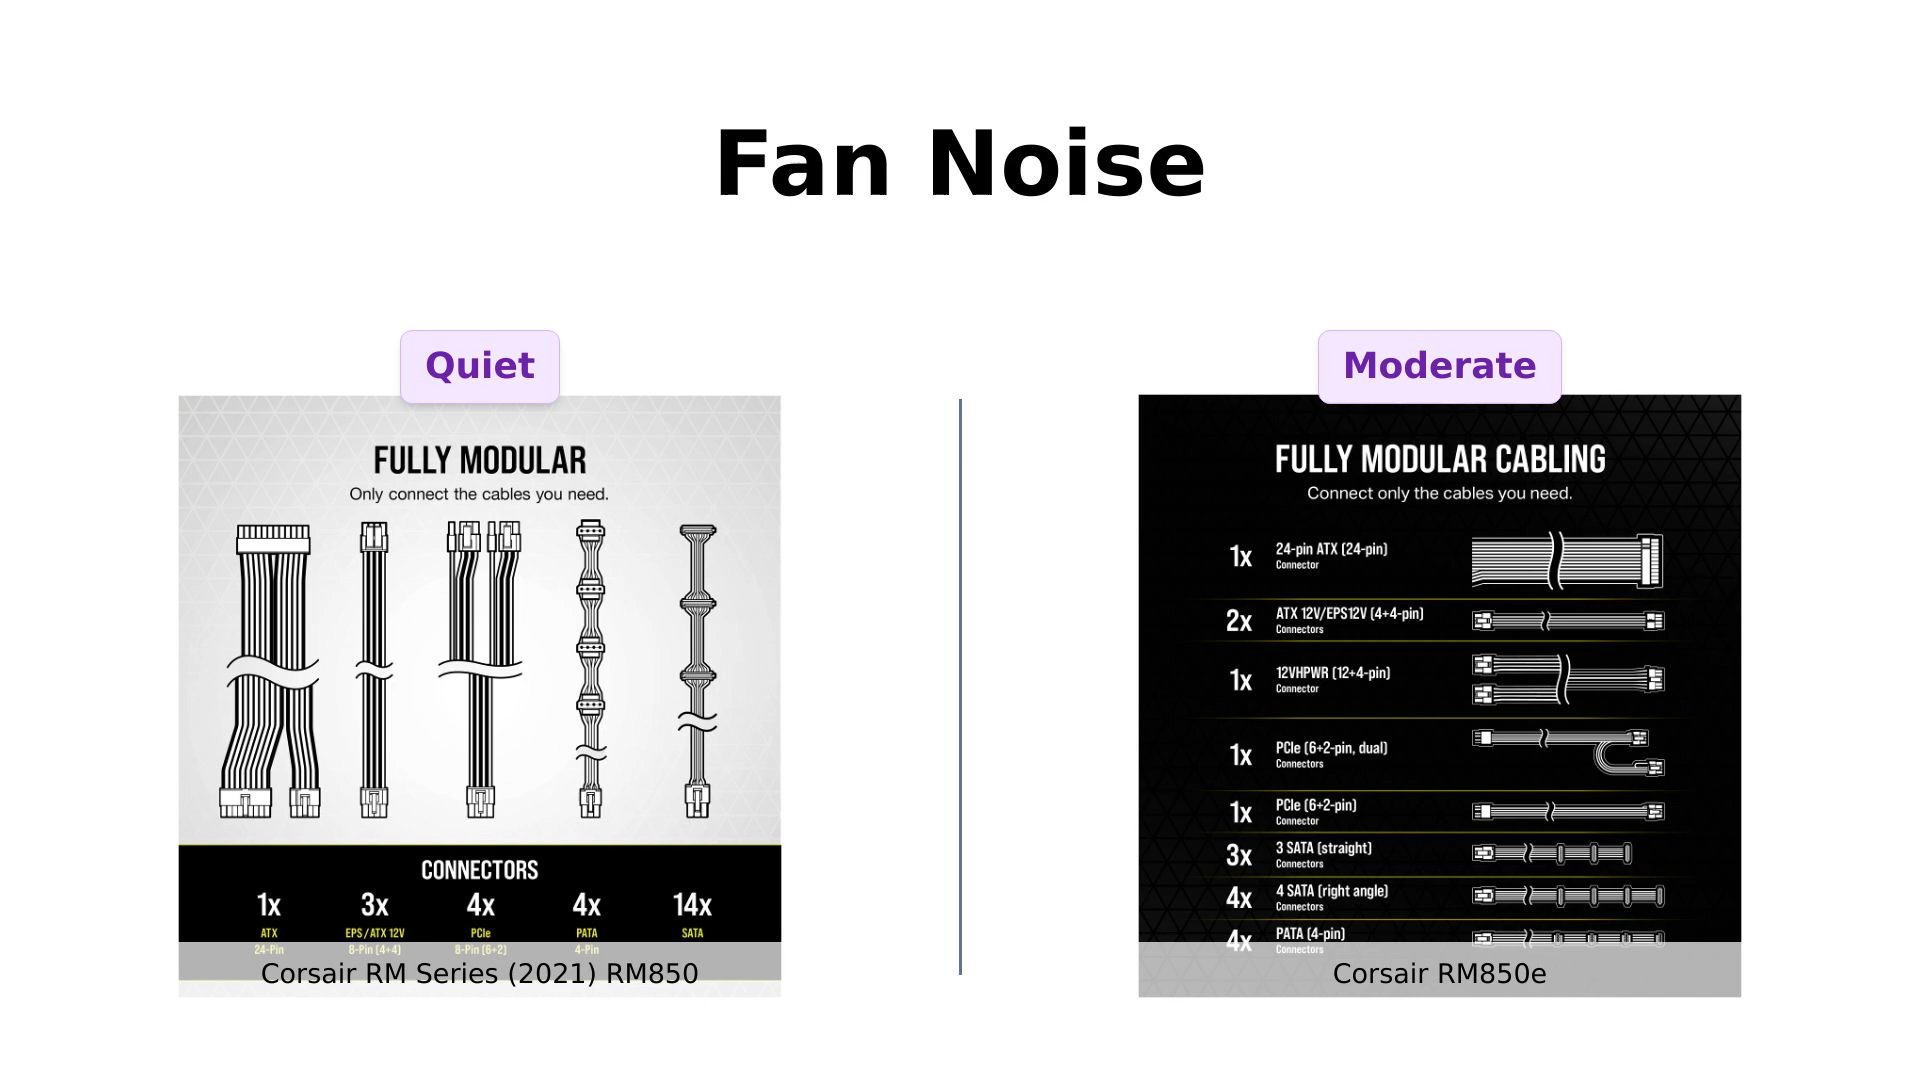 Fan Noise
Quiet
FULLY MODULAR
Only connect the cables you need.
CONNECTORS
1x 3x 4x 4x 14x
ATX EPS/ATX 12V PCIe PATA SATA
24-Pin 8-Pin (4+4) 8-Pin (6+2) 4-Pin
Corsair RM Series (2021) RM850
Moderate
FULLY MODULAR CABLING
Connect only the cables you need.
1x 24-pin ATX (24-pin)
Connector
2x ATX 12V/EPS12V (4+4-pin)
Connectors
1x 12VHPWR (12+4-pin)
Connector
1x PCIe (6+2-pin, dual)
Connectors
1x PCIe (6+2-pin)
Connector
3x 3 SATA (straight)
Connectors
4x 4 SATA (right angle)
Connectors
4x PATA (4-pin)
Connectors
Corsair RM850e